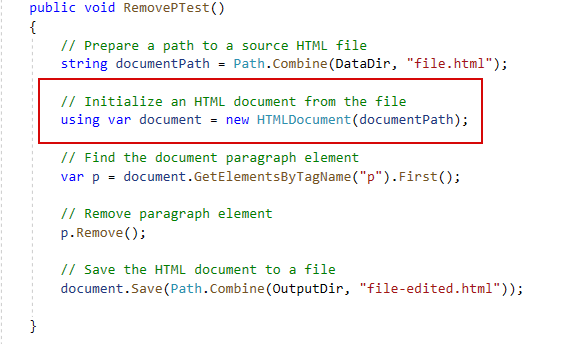 public void RemovePTest()
{
// Prepare a path to a source HTML file
string documentPath = Path.Combine(DataDir, "file.html");
// Initialize an HTML document from the file
using var document = new HTMLDocument(documentPath);
// Find the document paragraph element
var p = document.GetElementsByTagName("p").First();
// Remove paragraph element
p.Remove();
// Save the HTML document to a file
document.Save(Path.Combine(OutputDir, "file-edited.html"));
}